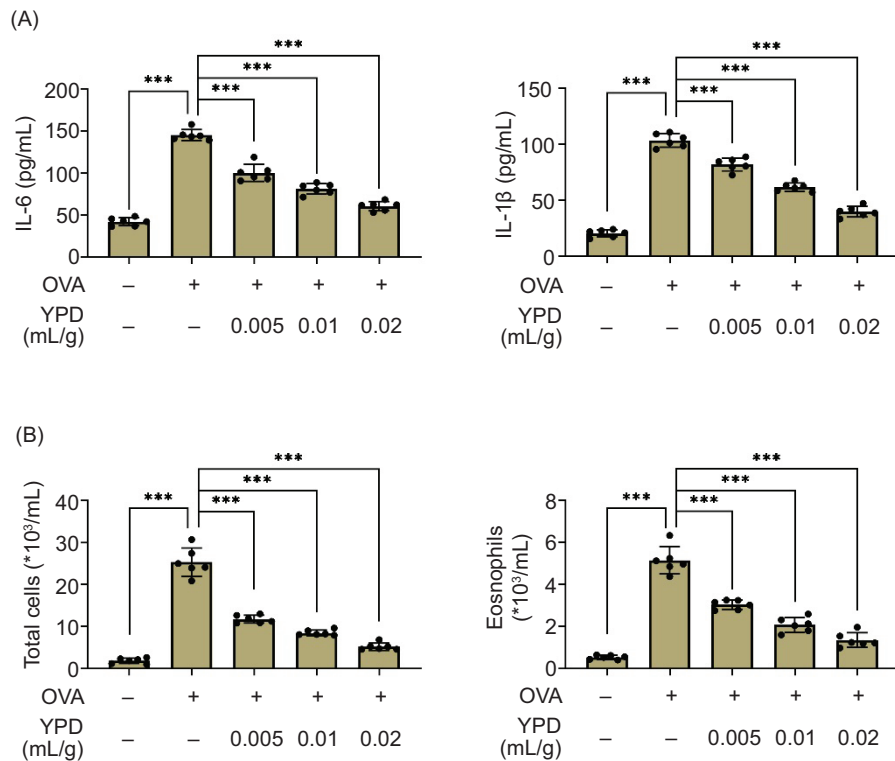 (A)
***
***
***
***
200
150
100
50
0
IL-6 (pg/mL)
OVA – + + + +
YPD
(mL/g) – – 0.005 0.01 0.02
***
***
***
***
150
100
50
0
IL-1β (pg/mL)
OVA – + + + +
YPD
(mL/g) – – 0.005 0.01 0.02
(B)
***
***
***
***
40
30
20
10
0
Total cells (*10³/mL)
OVA – + + + +
YPD
(mL/g) – – 0.005 0.01 0.02
***
***
***
***
8
6
4
2
0
Eosnophils
(*10³/mL)
OVA – + + + +
YPD
(mL/g) – – 0.005 0.01 0.02